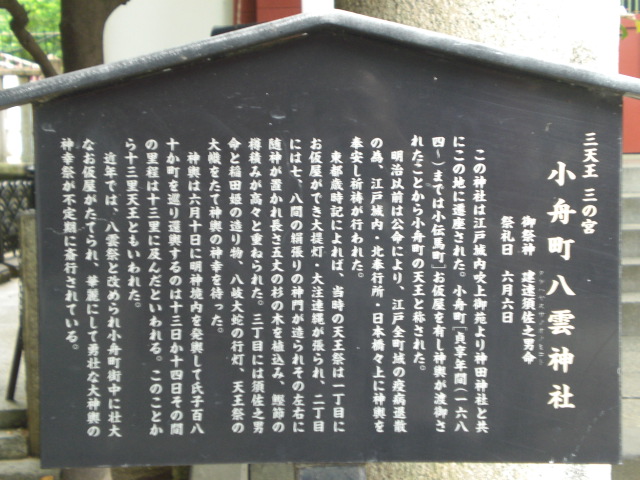 三天王 三の宮
小舟町八雲神社
御祭神 建速須佐之男命
タケハヤスサノオノミコト
祭礼日 六月六日
この神社は江戸城内吹上御苑より神田神社と共
にこの地に遷座された。小舟町[貞享年間(一六八
四〜)までは小伝馬町]お仮屋を有し神輿が渡御さ
れたことから小舟町の天王と称された。
明治以前は公命により、江戸全町域の疫病退散
の為、江戸城内・北奉行所・日本橋々上に神輿を
奉安し祈祷が行われた。
東都歳時記によれば、当時の天王祭は一丁目に
お仮屋ができ大提灯・大注連縄が張られ、二丁目
には七、八間の絹張りの神門が造られその左右に
随神が置かれ長さ五丈の杉の木を植込み、鰹節の
樽積みが高々と重ねられた。三丁目には須佐之男
命と稲田姫の造り物、八岐大蛇の行灯、天王祭の
大幟をたて神輿の神幸を待った。
神輿は六月十日に明神境内を発輿して氏子百八
十か町を巡り還輿するのは十三日か十四日その間
の里程は十三里に及んだといわれる。このことか
ら十三里天王ともいわれた。
近年では、八雲祭と改められ小舟町街中に壮大
なお仮屋がたてられ、華麗にして勇壮な大神輿の
神幸祭が不定期に斎行されている。